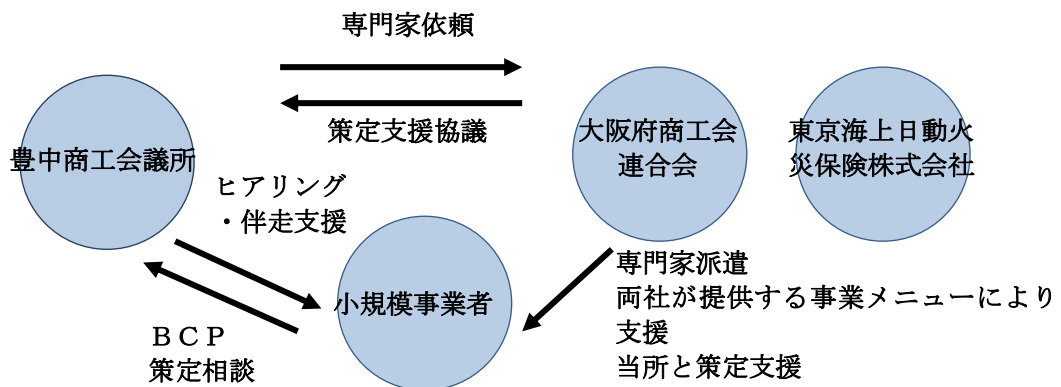 専門家依頼
策定支援協議
豊中商工会議所
大阪府商工会
連合会
東京海上日動火
災保険株式会社
ヒアリング
・伴走支援
小規模事業者
ＢＣＰ
策定相談
専門家派遣
両社が提供する事業メニューにより
支援
当所と策定支援